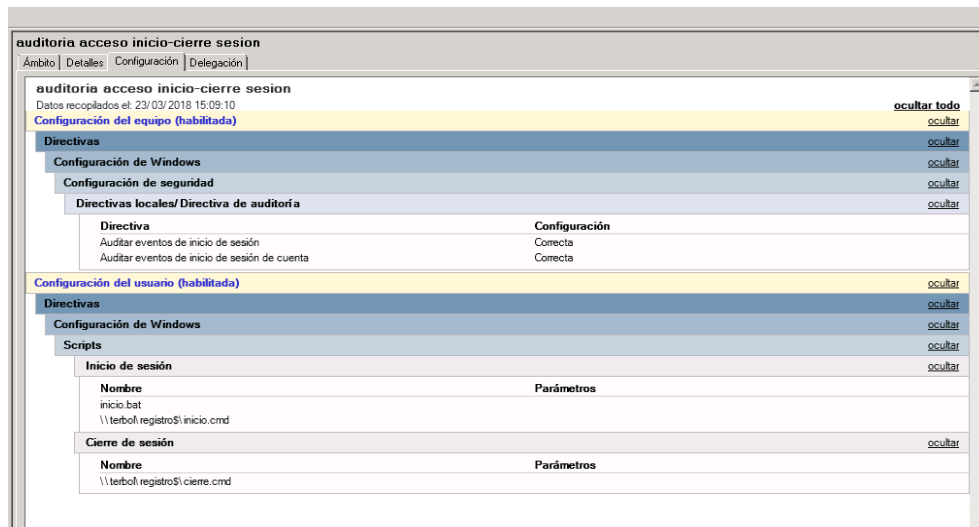 auditoria acceso inicio-cierre sesion
Ámbito Detalles Configuración Delegación
auditoria acceso inicio-cierre sesion
Datos recopilados el: 23/03/2018 15:09:10 ocultar todo
Configuración del equipo (habilitada) ocultar
Directivas ocultar
Configuración de Windows ocultar
Configuración de seguridad ocultar
Directivas locales/Directiva de auditoría ocultar
Directiva Configuración
Auditar eventos de inicio de sesión Correcta
Auditar eventos de inicio de sesión de cuenta Correcta
Configuración del usuario (habilitada) ocultar
Directivas ocultar
Configuración de Windows ocultar
Scripts ocultar
Inicio de sesión ocultar
Nombre Parámetros
inicio.bat
\\terbol\registro$\inicio.cmd
Cierre de sesión ocultar
Nombre Parámetros
\\terbol\registro$\cierre.cmd